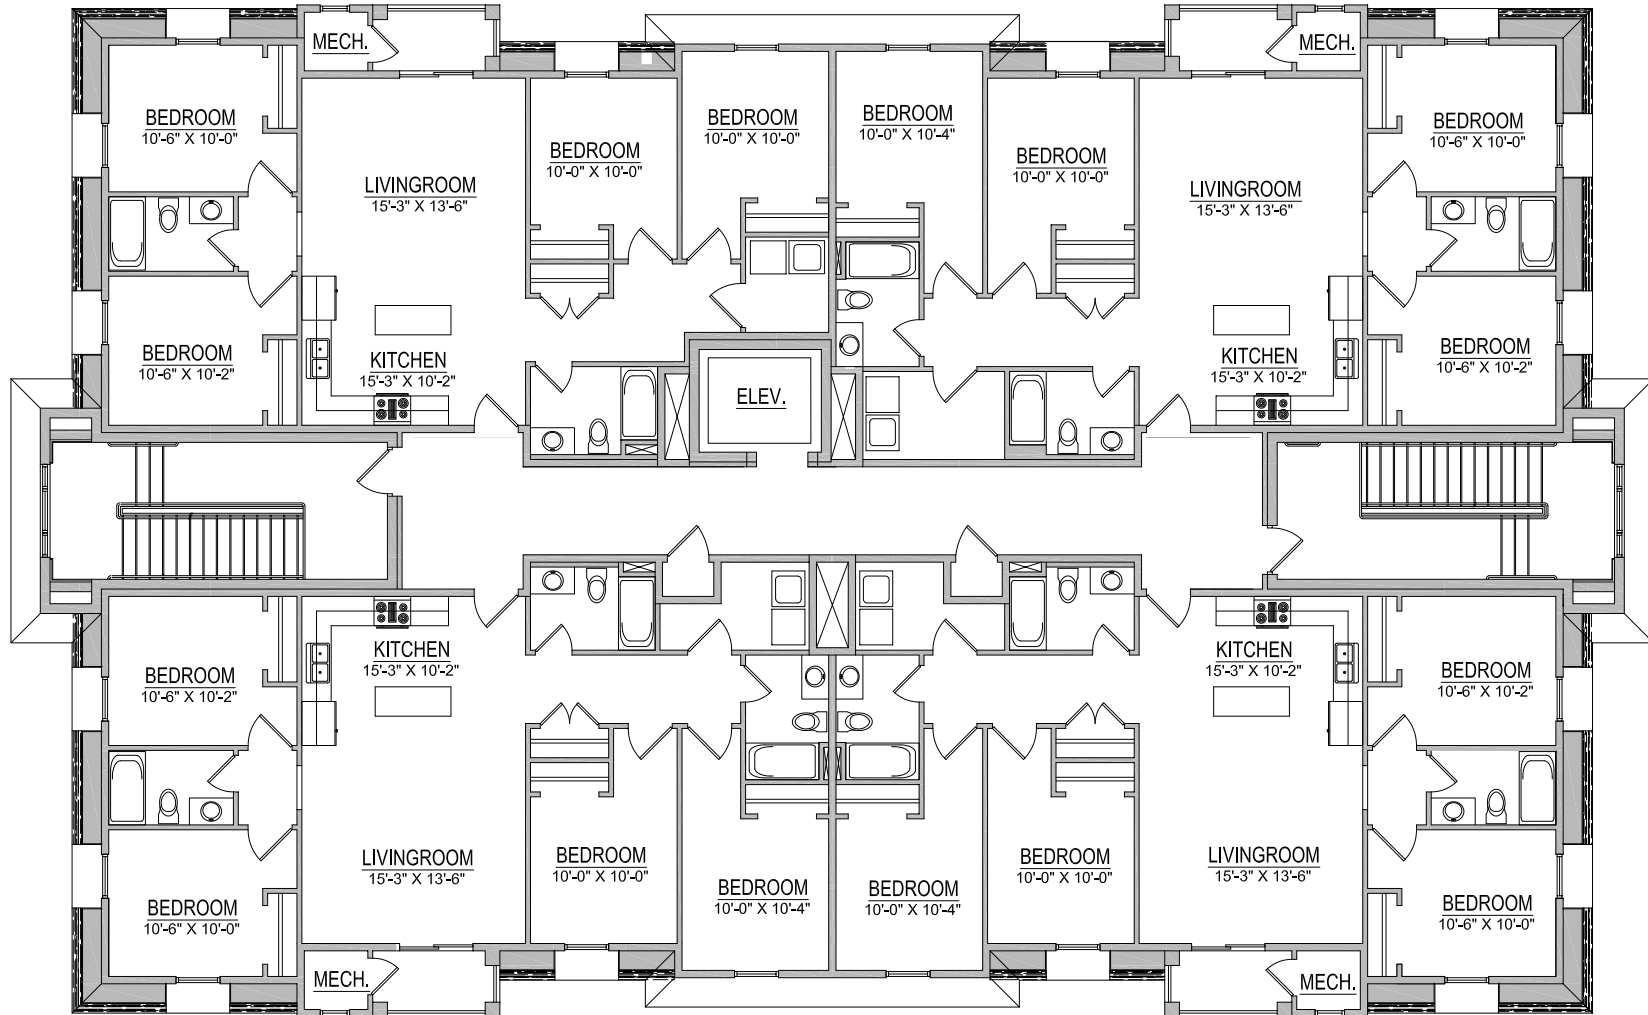 MECH.
MECH.
BEDROOM
10'-6" X 10'-0"
BEDROOM
10'-0" X 10'-0"
BEDROOM
10'-0" X 10'-0"
BEDROOM
10'-0" X 10'-4"
BEDROOM
10'-0" X 10'-0"
BEDROOM
10'-6" X 10'-0"
LIVINGROOM
15'-3" X 13'-6"
LIVINGROOM
15'-3" X 13'-6"
BEDROOM
10'-6" X 10'-2"
KITCHEN
15'-3" X 10'-2"
ELEV.
KITCHEN
15'-3" X 10'-2"
BEDROOM
10'-6" X 10'-2"
BEDROOM
10'-6" X 10'-2"
KITCHEN
15'-3" X 10'-2"
KITCHEN
15'-3" X 10'-2"
BEDROOM
10'-6" X 10'-2"
LIVINGROOM
15'-3" X 13'-6"
BEDROOM
10'-0" X 10'-0"
BEDROOM
10'-0" X 10'-4"
BEDROOM
10'-0" X 10'-4"
BEDROOM
10'-0" X 10'-0"
LIVINGROOM
15'-3" X 13'-6"
BEDROOM
10'-6" X 10'-0"
BEDROOM
10'-6" X 10'-0"
MECH.
MECH.